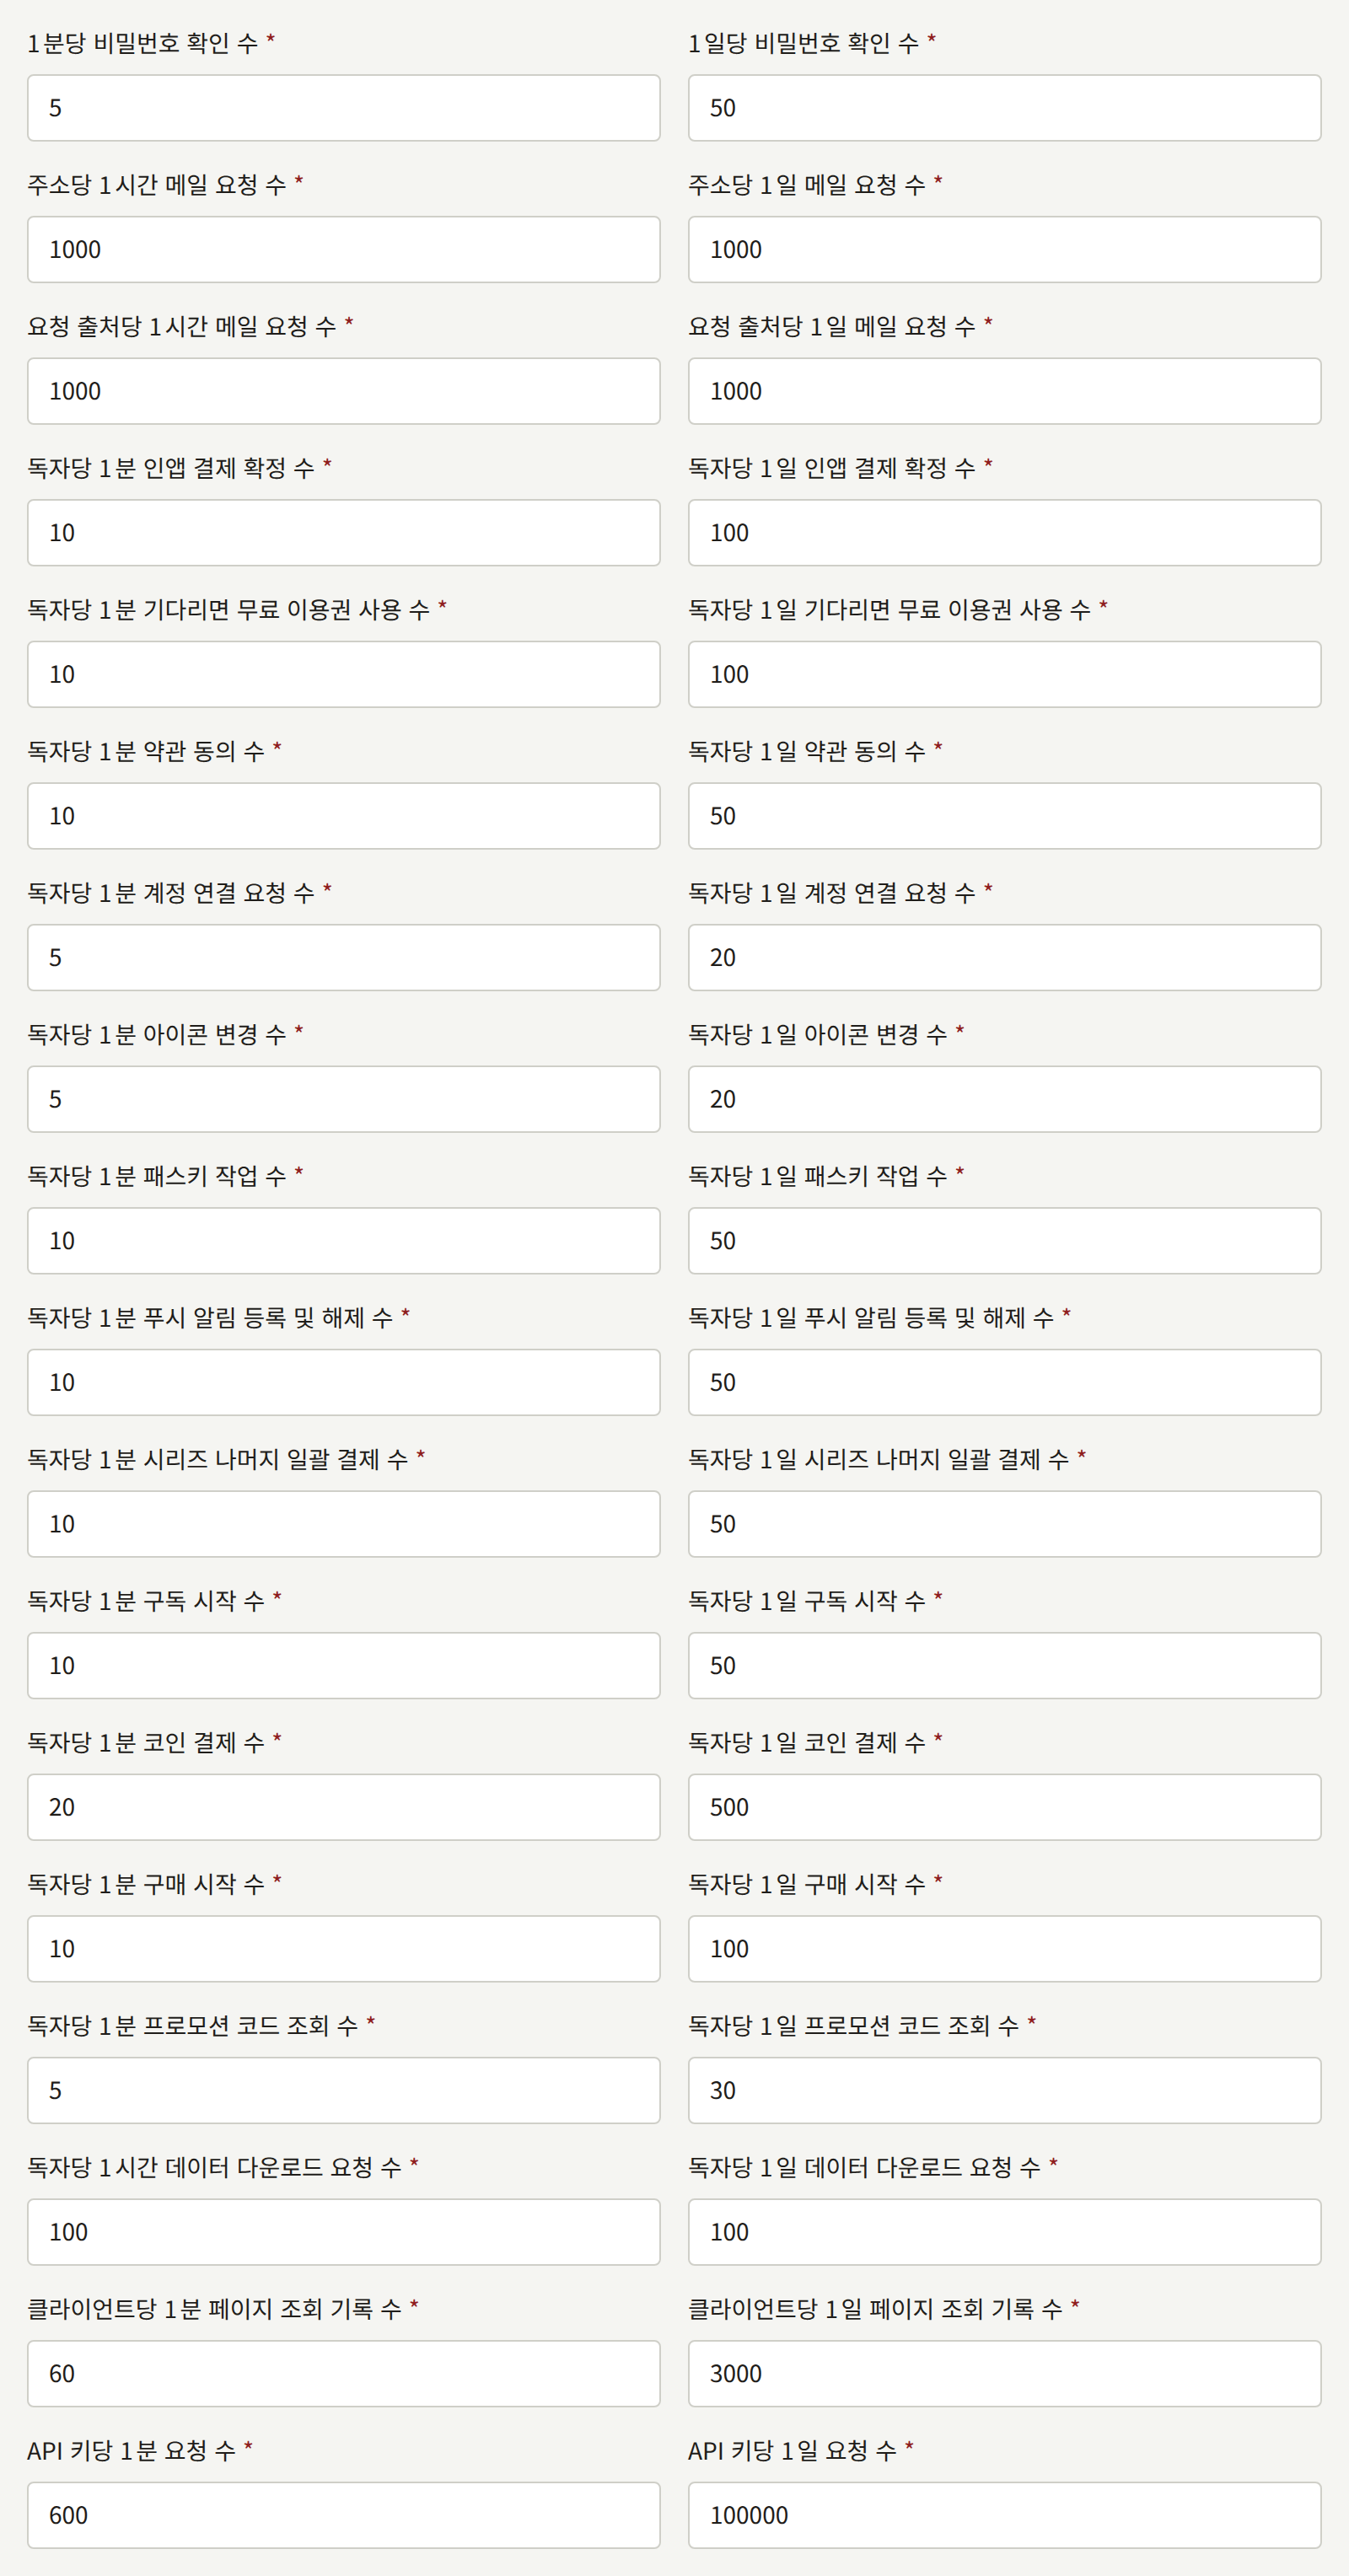 1분당 비밀번호 확인 수 *
1일당 비밀번호 확인 수 *
5
50
주소당 1시간 메일 요청 수 *
주소당 1일 메일 요청 수 *
1000
1000
요청 출처당 1시간 메일 요청 수 *
요청 출처당 1일 메일 요청 수 *
1000
1000
독자당 1분 인앱 결제 확정 수 *
독자당 1일 인앱 결제 확정 수 *
10
100
독자당 1분 기다리면 무료 이용권 사용 수 *
독자당 1일 기다리면 무료 이용권 사용 수 *
10
100
독자당 1분 약관 동의 수 *
독자당 1일 약관 동의 수 *
10
50
독자당 1분 계정 연결 요청 수 *
독자당 1일 계정 연결 요청 수 *
5
20
독자당 1분 아이콘 변경 수 *
독자당 1일 아이콘 변경 수 *
5
20
독자당 1분 패스키 작업 수 *
독자당 1일 패스키 작업 수 *
10
50
독자당 1분 푸시 알림 등록 및 해제 수 *
독자당 1일 푸시 알림 등록 및 해제 수 *
10
50
독자당 1분 시리즈 나머지 일괄 결제 수 *
독자당 1일 시리즈 나머지 일괄 결제 수 *
10
50
독자당 1분 구독 시작 수 *
독자당 1일 구독 시작 수 *
10
50
독자당 1분 코인 결제 수 *
독자당 1일 코인 결제 수 *
20
500
독자당 1분 구매 시작 수 *
독자당 1일 구매 시작 수 *
10
100
독자당 1분 프로모션 코드 조회 수 *
독자당 1일 프로모션 코드 조회 수 *
5
30
독자당 1시간 데이터 다운로드 요청 수 *
독자당 1일 데이터 다운로드 요청 수 *
100
100
클라이언트당 1분 페이지 조회 기록 수 *
클라이언트당 1일 페이지 조회 기록 수 *
60
3000
API 키당 1분 요청 수 *
API 키당 1일 요청 수 *
600
100000